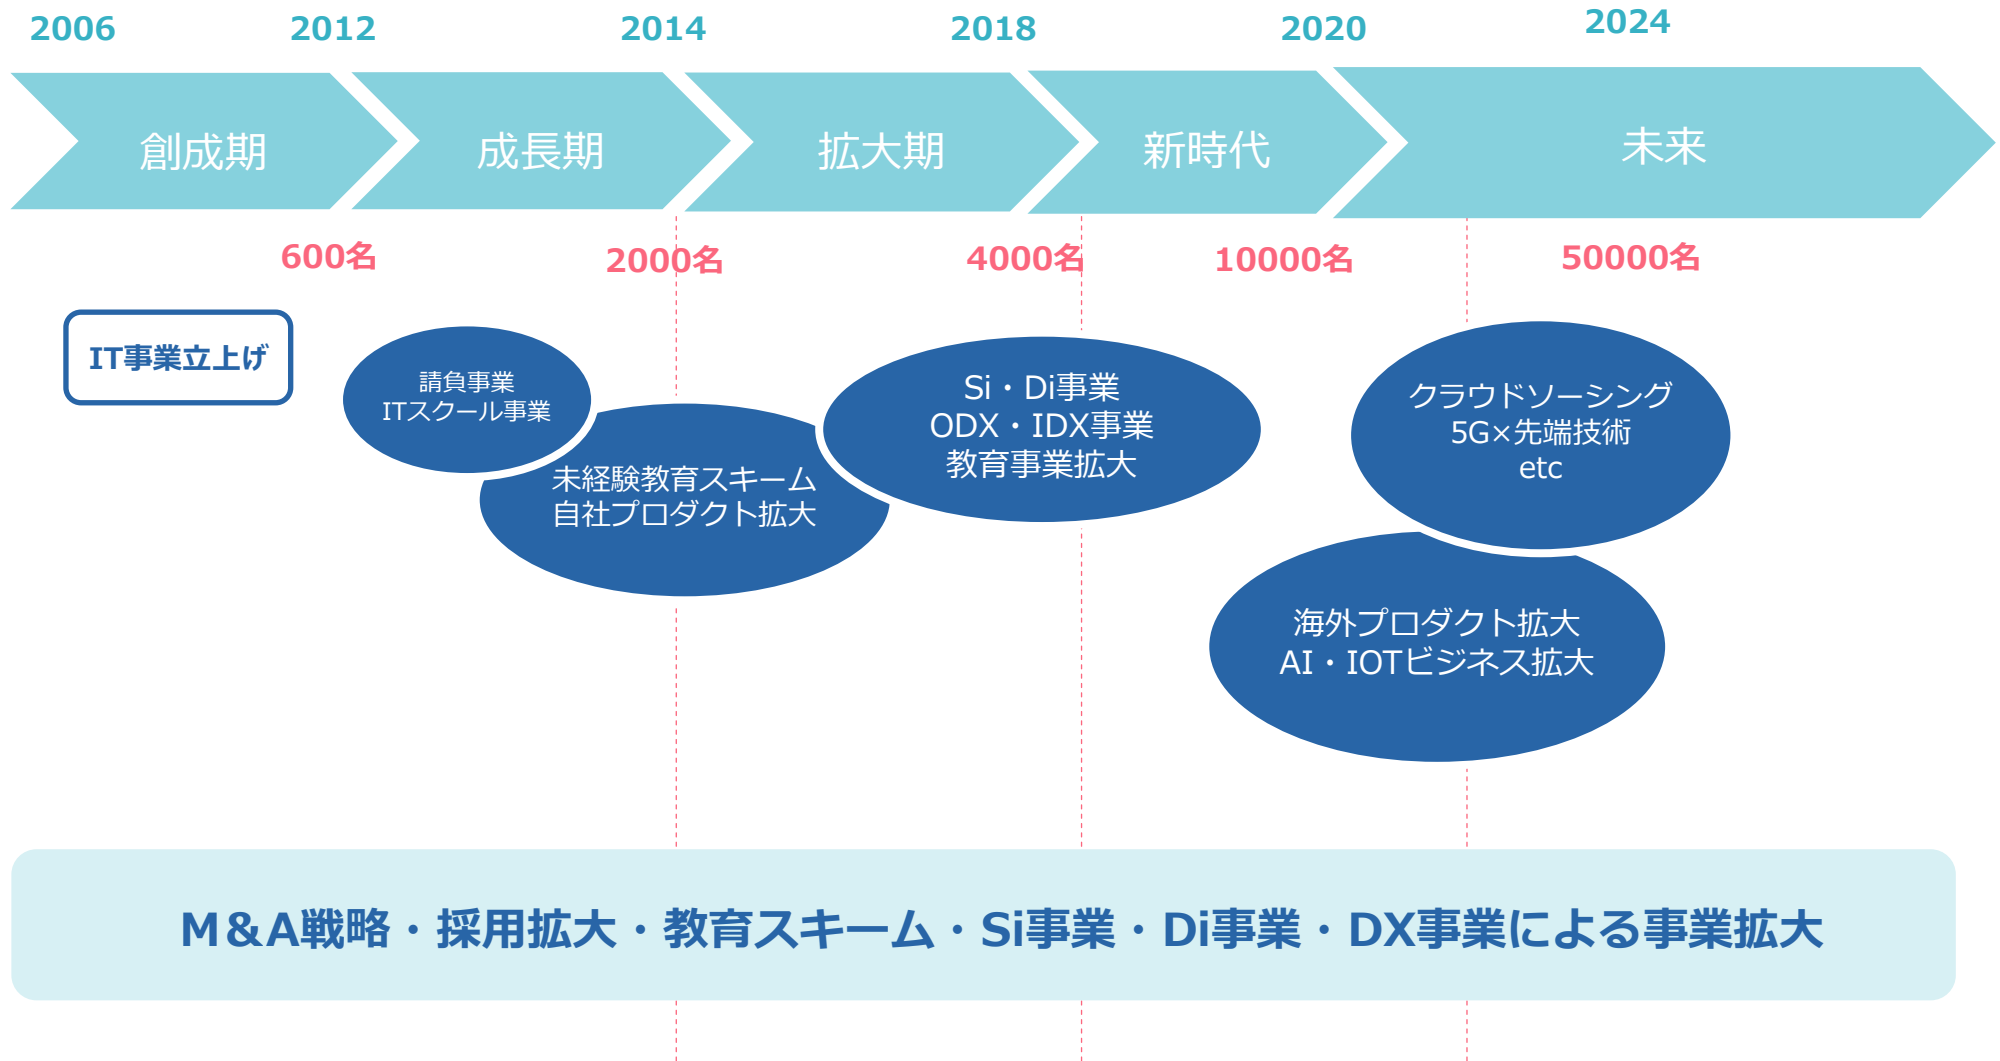 2006
2012
2014
2018
2020
2024
創成期
成長期
拡大期
新時代
未来
600名
2000名
4000名
10000名
50000名
IT事業立上げ
請負事業
ITスクール事業
未経験教育スキーム
自社プロダクト拡大
Si・Di事業
ODX・IDX事業
教育事業拡大
クラウドソーシング
5G×先端技術
etc
海外プロダクト拡大
AI・IOTビジネス拡大
M&A戦略・採用拡大・教育スキーム・Si事業・Di事業・DX事業による事業拡大